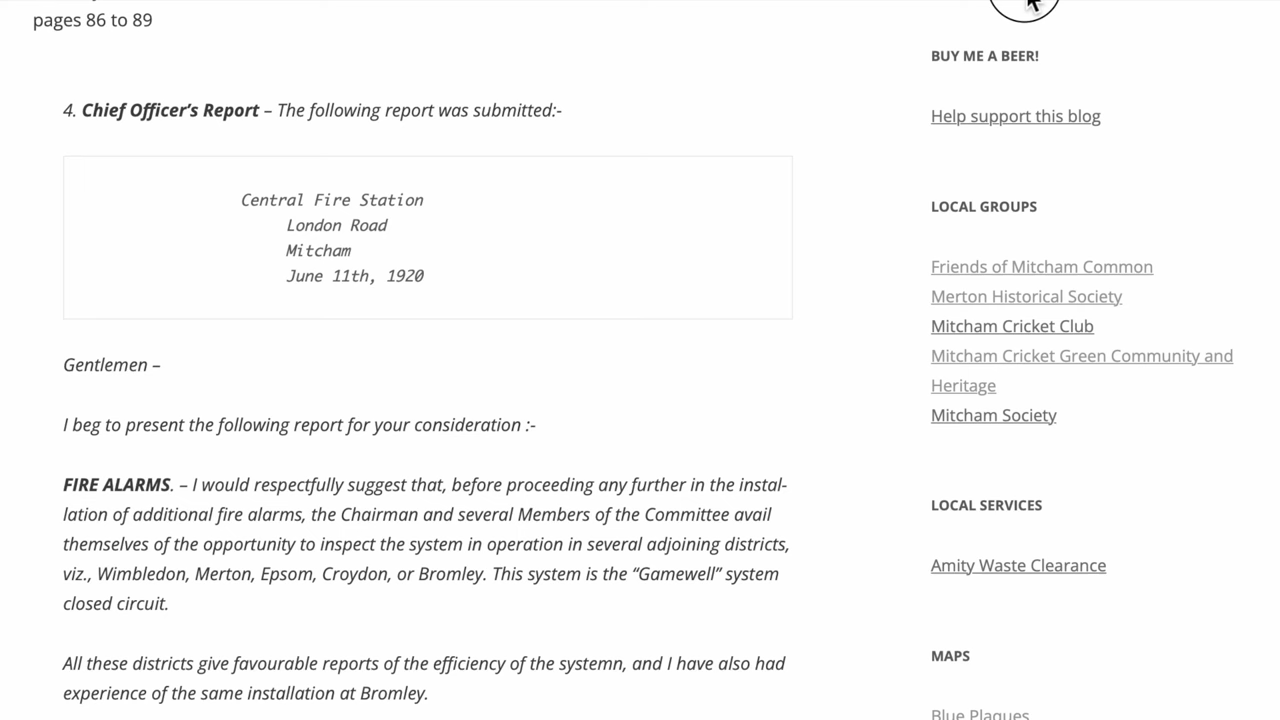 pages 86 to 89
4. Chief Officer’s Report – The following report was submitted:-
Central Fire Station
London Road
Mitcham
June 11th, 1920
Gentlemen –
I beg to present the following report for your consideration :-
FIRE ALARMS. – I would respectfully suggest that, before proceeding any further in the instal-
lation of additional fire alarms, the Chairman and several Members of the Committee avail
themselves of the opportunity to inspect the system in operation in several adjoining districts,
viz., Wimbledon, Merton, Epsom, Croydon, or Bromley. This system is the “Gamewell” system
closed circuit.
All these districts give favourable reports of the efficiency of the systemn, and I have also had
experience of the same installation at Bromley.
BUY ME A BEER!
Help support this blog
LOCAL GROUPS
Friends of Mitcham Common
Merton Historical Society
Mitcham Cricket Club
Mitcham Cricket Green Community and
Heritage
Mitcham Society
LOCAL SERVICES
Amity Waste Clearance
MAPS
Blue Plaques